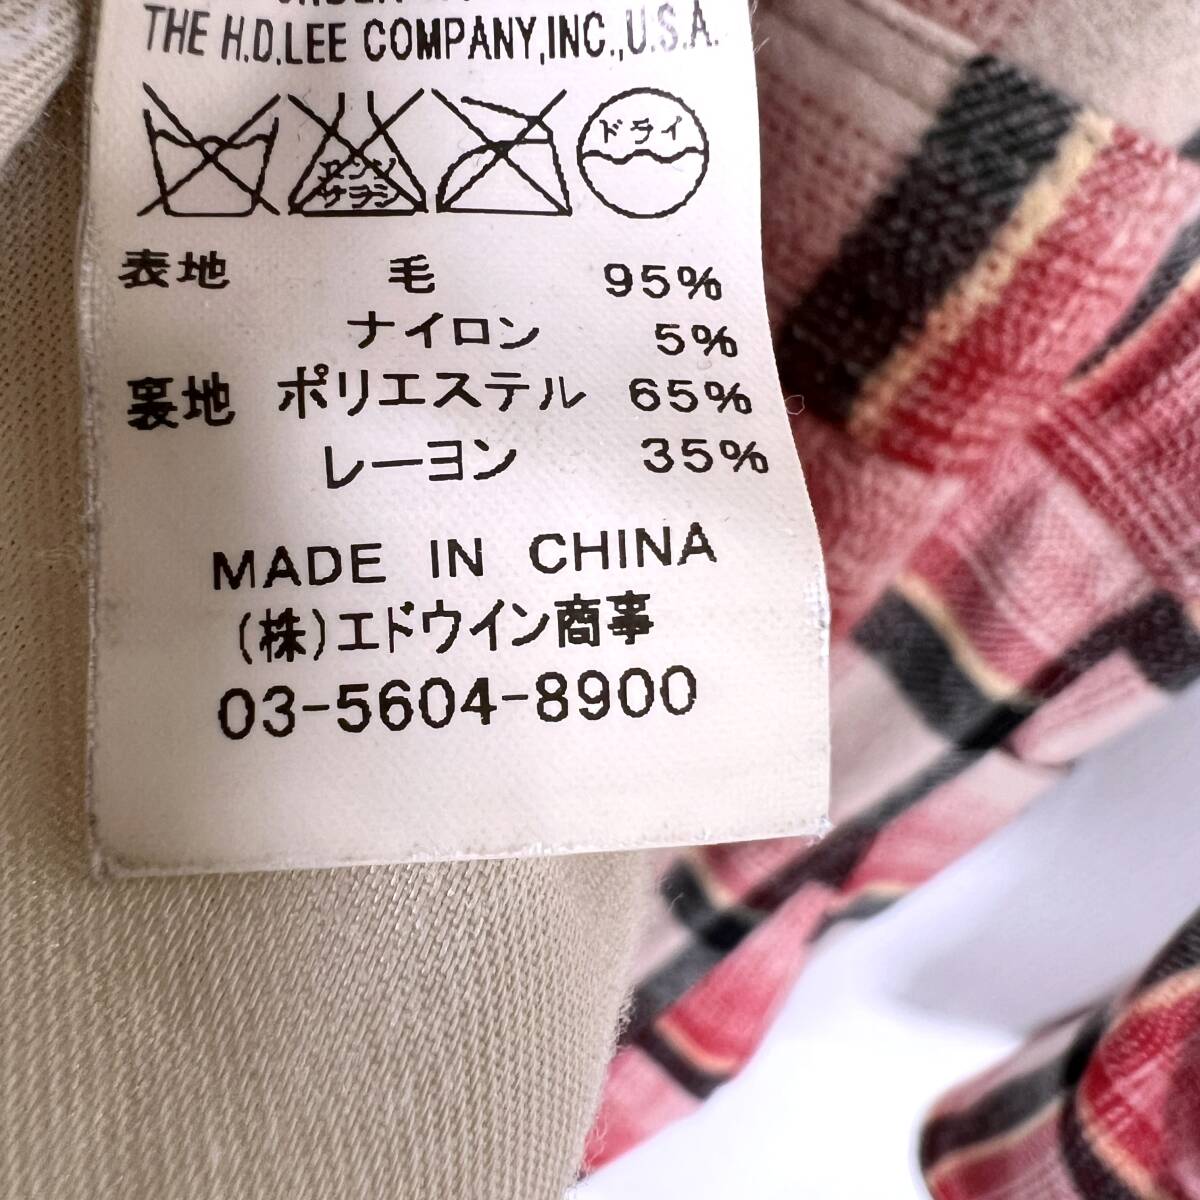 THE H.D.LEE COMPANY,INC.,U.S.A.
エンソ
サラシ
ドライ
表地 毛 95%
ナイロン 5%
裏地 ポリエステル 65%
レーヨン 35%
MADE IN CHINA
(株)エドウイン商事
03-5604-8900